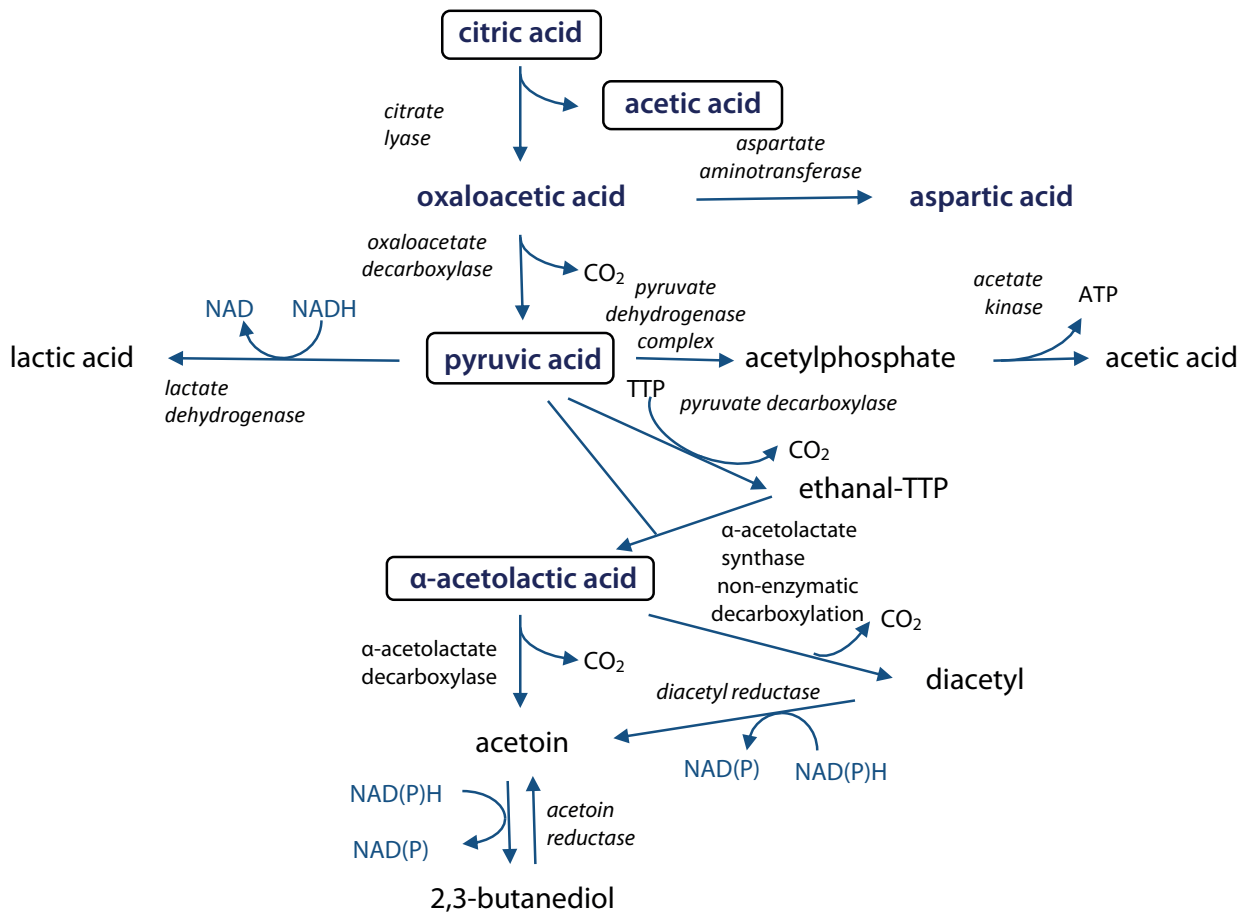 citric acid
citrate
lyase
acetic acid
aspartate
aminotransferase
oxaloacetic acid
aspartic acid
oxaloacetate
decarboxylase
CO₂
NAD
NADH
pyruvate
dehydrogenase
complex
acetate
kinase
ATP
lactic acid
pyruvic acid
acetylphosphate
acetic acid
lactate
dehydrogenase
TTP
pyruvate decarboxylase
CO₂
ethanal-TTP
α-acetolactate
synthase
non-enzymatic
decarboxylation
α-acetolactic acid
CO₂
α-acetolactate
decarboxylase
CO₂
diacetyl
diacetyl reductase
acetoin
NAD(P)
NAD(P)H
NAD(P)H
NAD(P)
acetoin
reductase
2,3-butanediol